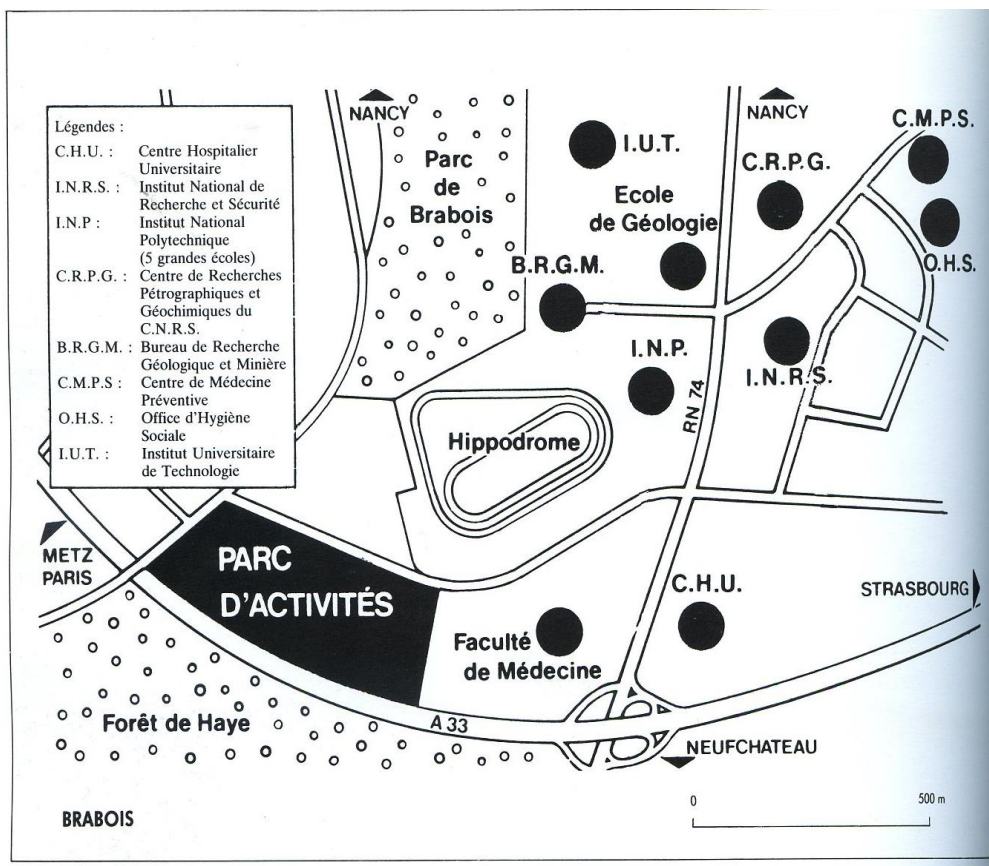 Légendes :
C.H.U. : Centre Hospitalier
Universitaire
I.N.R.S. : Institut National de
Recherche et Sécurité
I.N.P : Institut National
Polytechnique
(5 grandes écoles)
C.R.P.G. : Centre de Recherches
Pétrographiques et
Géochimiques du
C.N.R.S.
B.R.G.M. : Bureau de Recherche
Géologique et Minière
C.M.P.S : Centre de Médecine
Préventive
O.H.S. : Office d'Hygiène
Sociale
I.U.T. : Institut Universitaire
de Technologie
NANCY
NANCY
C.M.P.S.
I.U.T.
Parc
de
Brabois
C.R.P.G.
Ecole
de Géologie
B.R.G.M.
O.H.S.
I.N.P.
I.N.R.S.
RN 74
Hippodrome
METZ
PARIS
PARC
D'ACTIVITÉS
C.H.U.
STRASBOURG
Faculté
de Médecine
Forêt de Haye
A 33
NEUFCHATEAU
BRABOIS
0 500 m